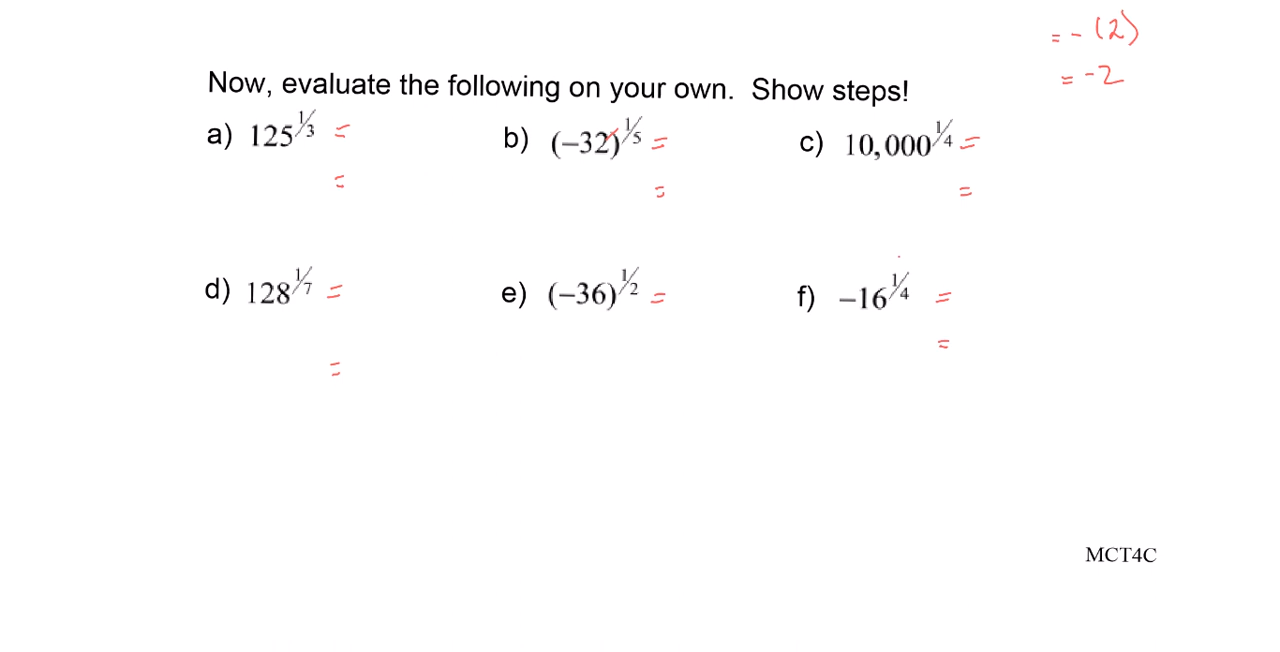 = - (2)
= -2
Now, evaluate the following on your own. Show steps!
a) 125^{1/3} = b) (-32)^{1/5} = c) 10,000^{1/4} =
= = =
d) 128^{1/7} = e) (-36)^{1/2} = f) -16^{1/4} =
=
=
MCT4C